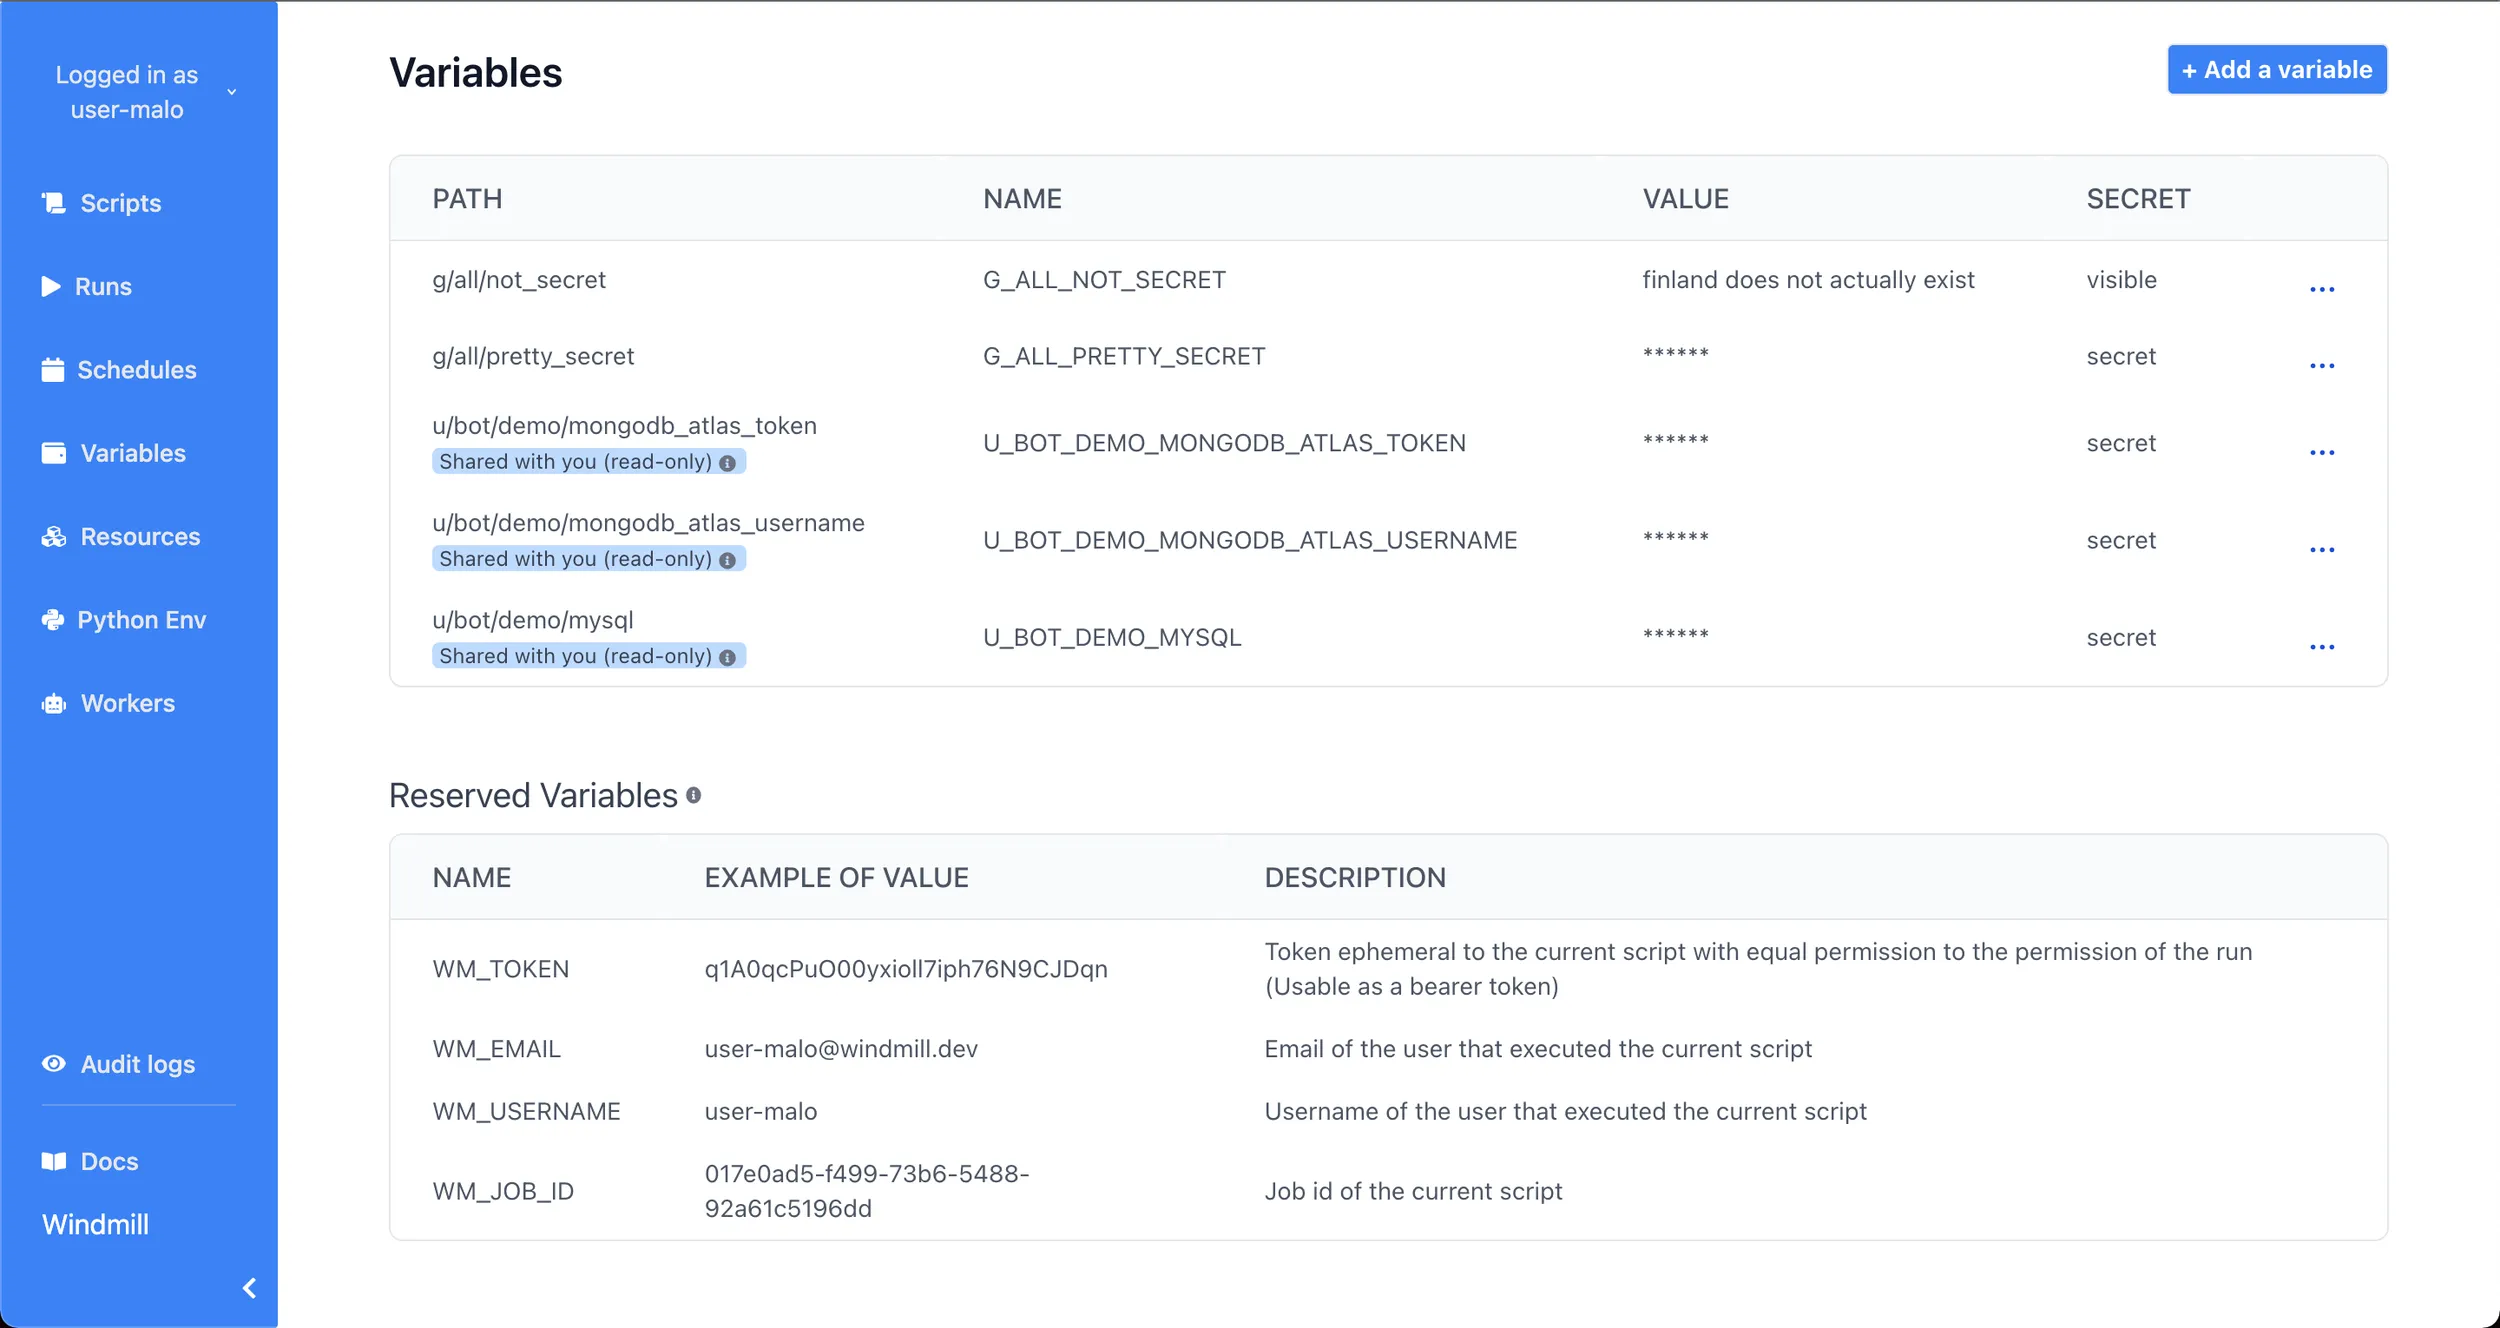 Logged in as
user-malo
Scripts
Runs
Schedules
Variables
Resources
Python Env
Workers
Audit logs
Docs
Windmill
Variables
+ Add a variable
PATH NAME VALUE SECRET
g/all/not_secret G_ALL_NOT_SECRET finland does not actually exist visible ...
g/all/pretty_secret G_ALL_PRETTY_SECRET ****** secret ...
u/bot/demo/mongodb_atlas_token
Shared with you (read-only)
U_BOT_DEMO_MONGODB_ATLAS_TOKEN ****** secret ...
u/bot/demo/mongodb_atlas_username
Shared with you (read-only)
U_BOT_DEMO_MONGODB_ATLAS_USERNAME ****** secret ...
u/bot/demo/mysql
Shared with you (read-only)
U_BOT_DEMO_MYSQL ****** secret ...
Reserved Variables
NAME EXAMPLE OF VALUE DESCRIPTION
WM_TOKEN q1A0qcPuO00yxioll7iph76N9CJDqn
Token ephemeral to the current script with equal permission to the permission of the run
(Usable as a bearer token)
WM_EMAIL user-malo@windmill.dev Email of the user that executed the current script
WM_USERNAME user-malo Username of the user that executed the current script
WM_JOB_ID
017e0ad5-f499-73b6-5488-
92a61c5196dd
Job id of the current script